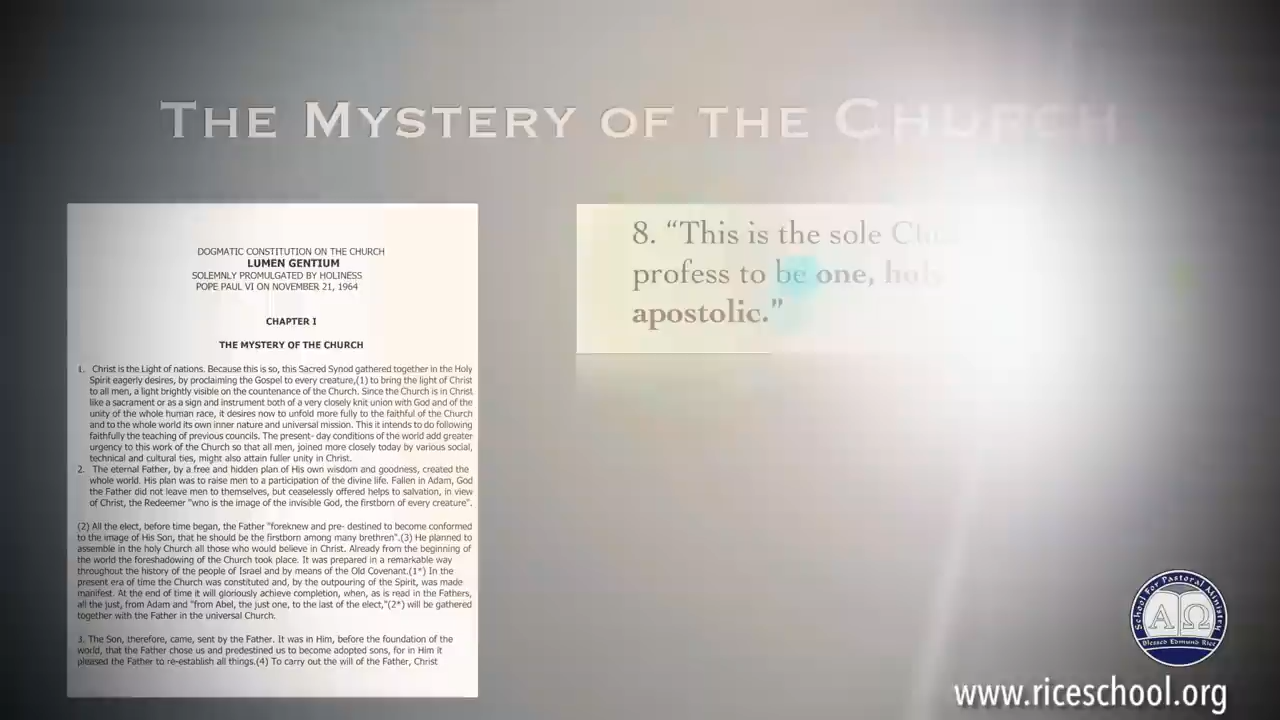 THE MYSTERY OF THE CHURCH
DOGMATIC CONSTITUTION ON THE CHURCH
LUMEN GENTIUM
SOLEMNLY PROMULGATED BY HOLINESS
POPE PAUL VI ON NOVEMBER 21, 1964
CHAPTER I
THE MYSTERY OF THE CHURCH
1. Christ is the Light of nations. Because this is so, this Sacred Synod gathered together in the Holy
Spirit eagerly desires, by proclaiming the Gospel to every creature,(1) to bring the light of Christ
to all men, a light brightly visible on the countenance of the Church. Since the Church is in Christ
like a sacrament or as a sign and instrument both of a very closely knit union with God and of the
unity of the whole human race, it desires now to unfold more fully to the faithful of the Church
and to the whole world its own inner nature and universal mission. This it intends to do following
faithfully the teaching of previous councils. The present- day conditions of the world add greater
urgency to this work of the Church so that all men, joined more closely today by various social,
technical and cultural ties, might also attain fuller unity in Christ.
2. The eternal Father, by a free and hidden plan of His own wisdom and goodness, created the
whole world. His plan was to raise men to a participation of the divine life. Fallen in Adam, God
the Father did not leave men to themselves, but ceaselessly offered helps to salvation, in view
of Christ, the Redeemer "who is the image of the invisible God, the firstborn of every creature".
(2) All the elect, before time began, the Father "foreknew and pre- destined to become conformed
to the image of His Son, that he should be the firstborn among many brethren".(3) He planned to
assemble in the holy Church all those who would believe in Christ. Already from the beginning of
the world the foreshadowing of the Church took place. It was prepared in a remarkable way
throughout the history of the people of Israel and by means of the Old Covenant.(1*) In the
present era of time the Church was constituted and, by the outpouring of the Spirit, was made
manifest. At the end of time it will gloriously achieve completion, when, as is read in the Fathers,
all the just, from Adam and "from Abel, the just one, to the last of the elect,"(2*) will be gathered
together with the Father in the universal Church.
3. The Son, therefore, came, sent by the Father. It was in Him, before the foundation of the
world, that the Father chose us and predestined us to become adopted sons, for in Him it
pleased the Father to re-establish all things.(4) To carry out the will of the Father, Christ
8. “This is the sole
profess to be one, holy
apostolic.”
School For Pastoral Ministry
Α Ω
Blessed Edmund Rice
www.riceschool.org